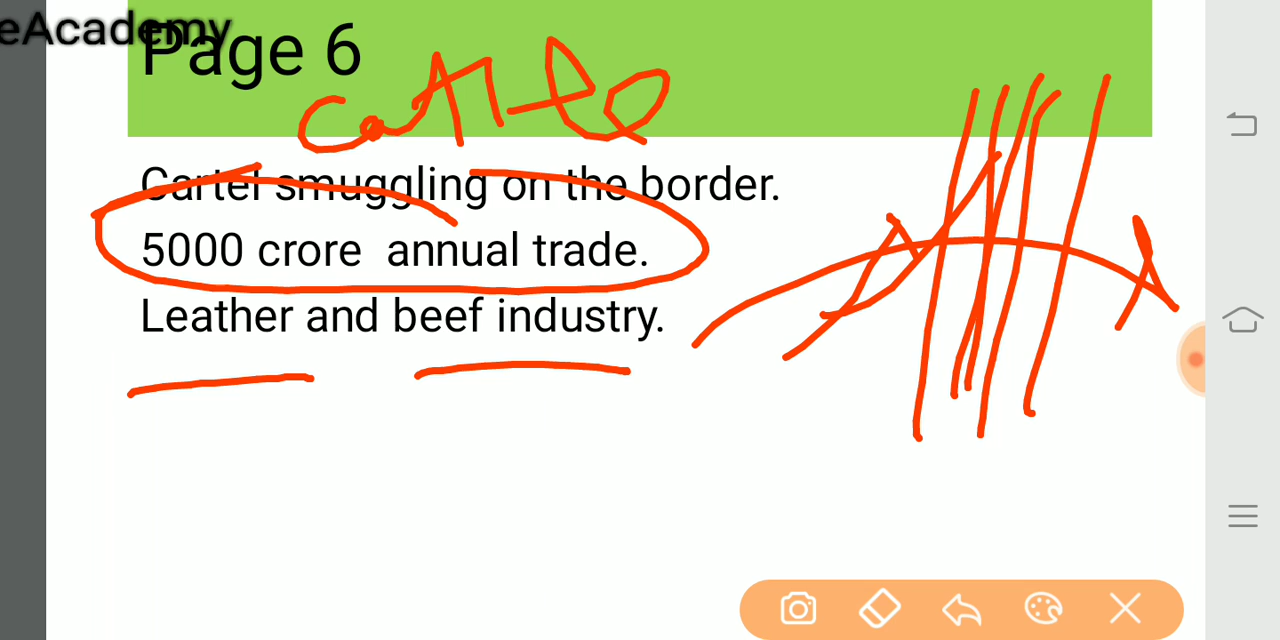 eAcademy
Page 6
cattle
Cartel smuggling on the border.
5000 crore annual trade.
Leather and beef industry.